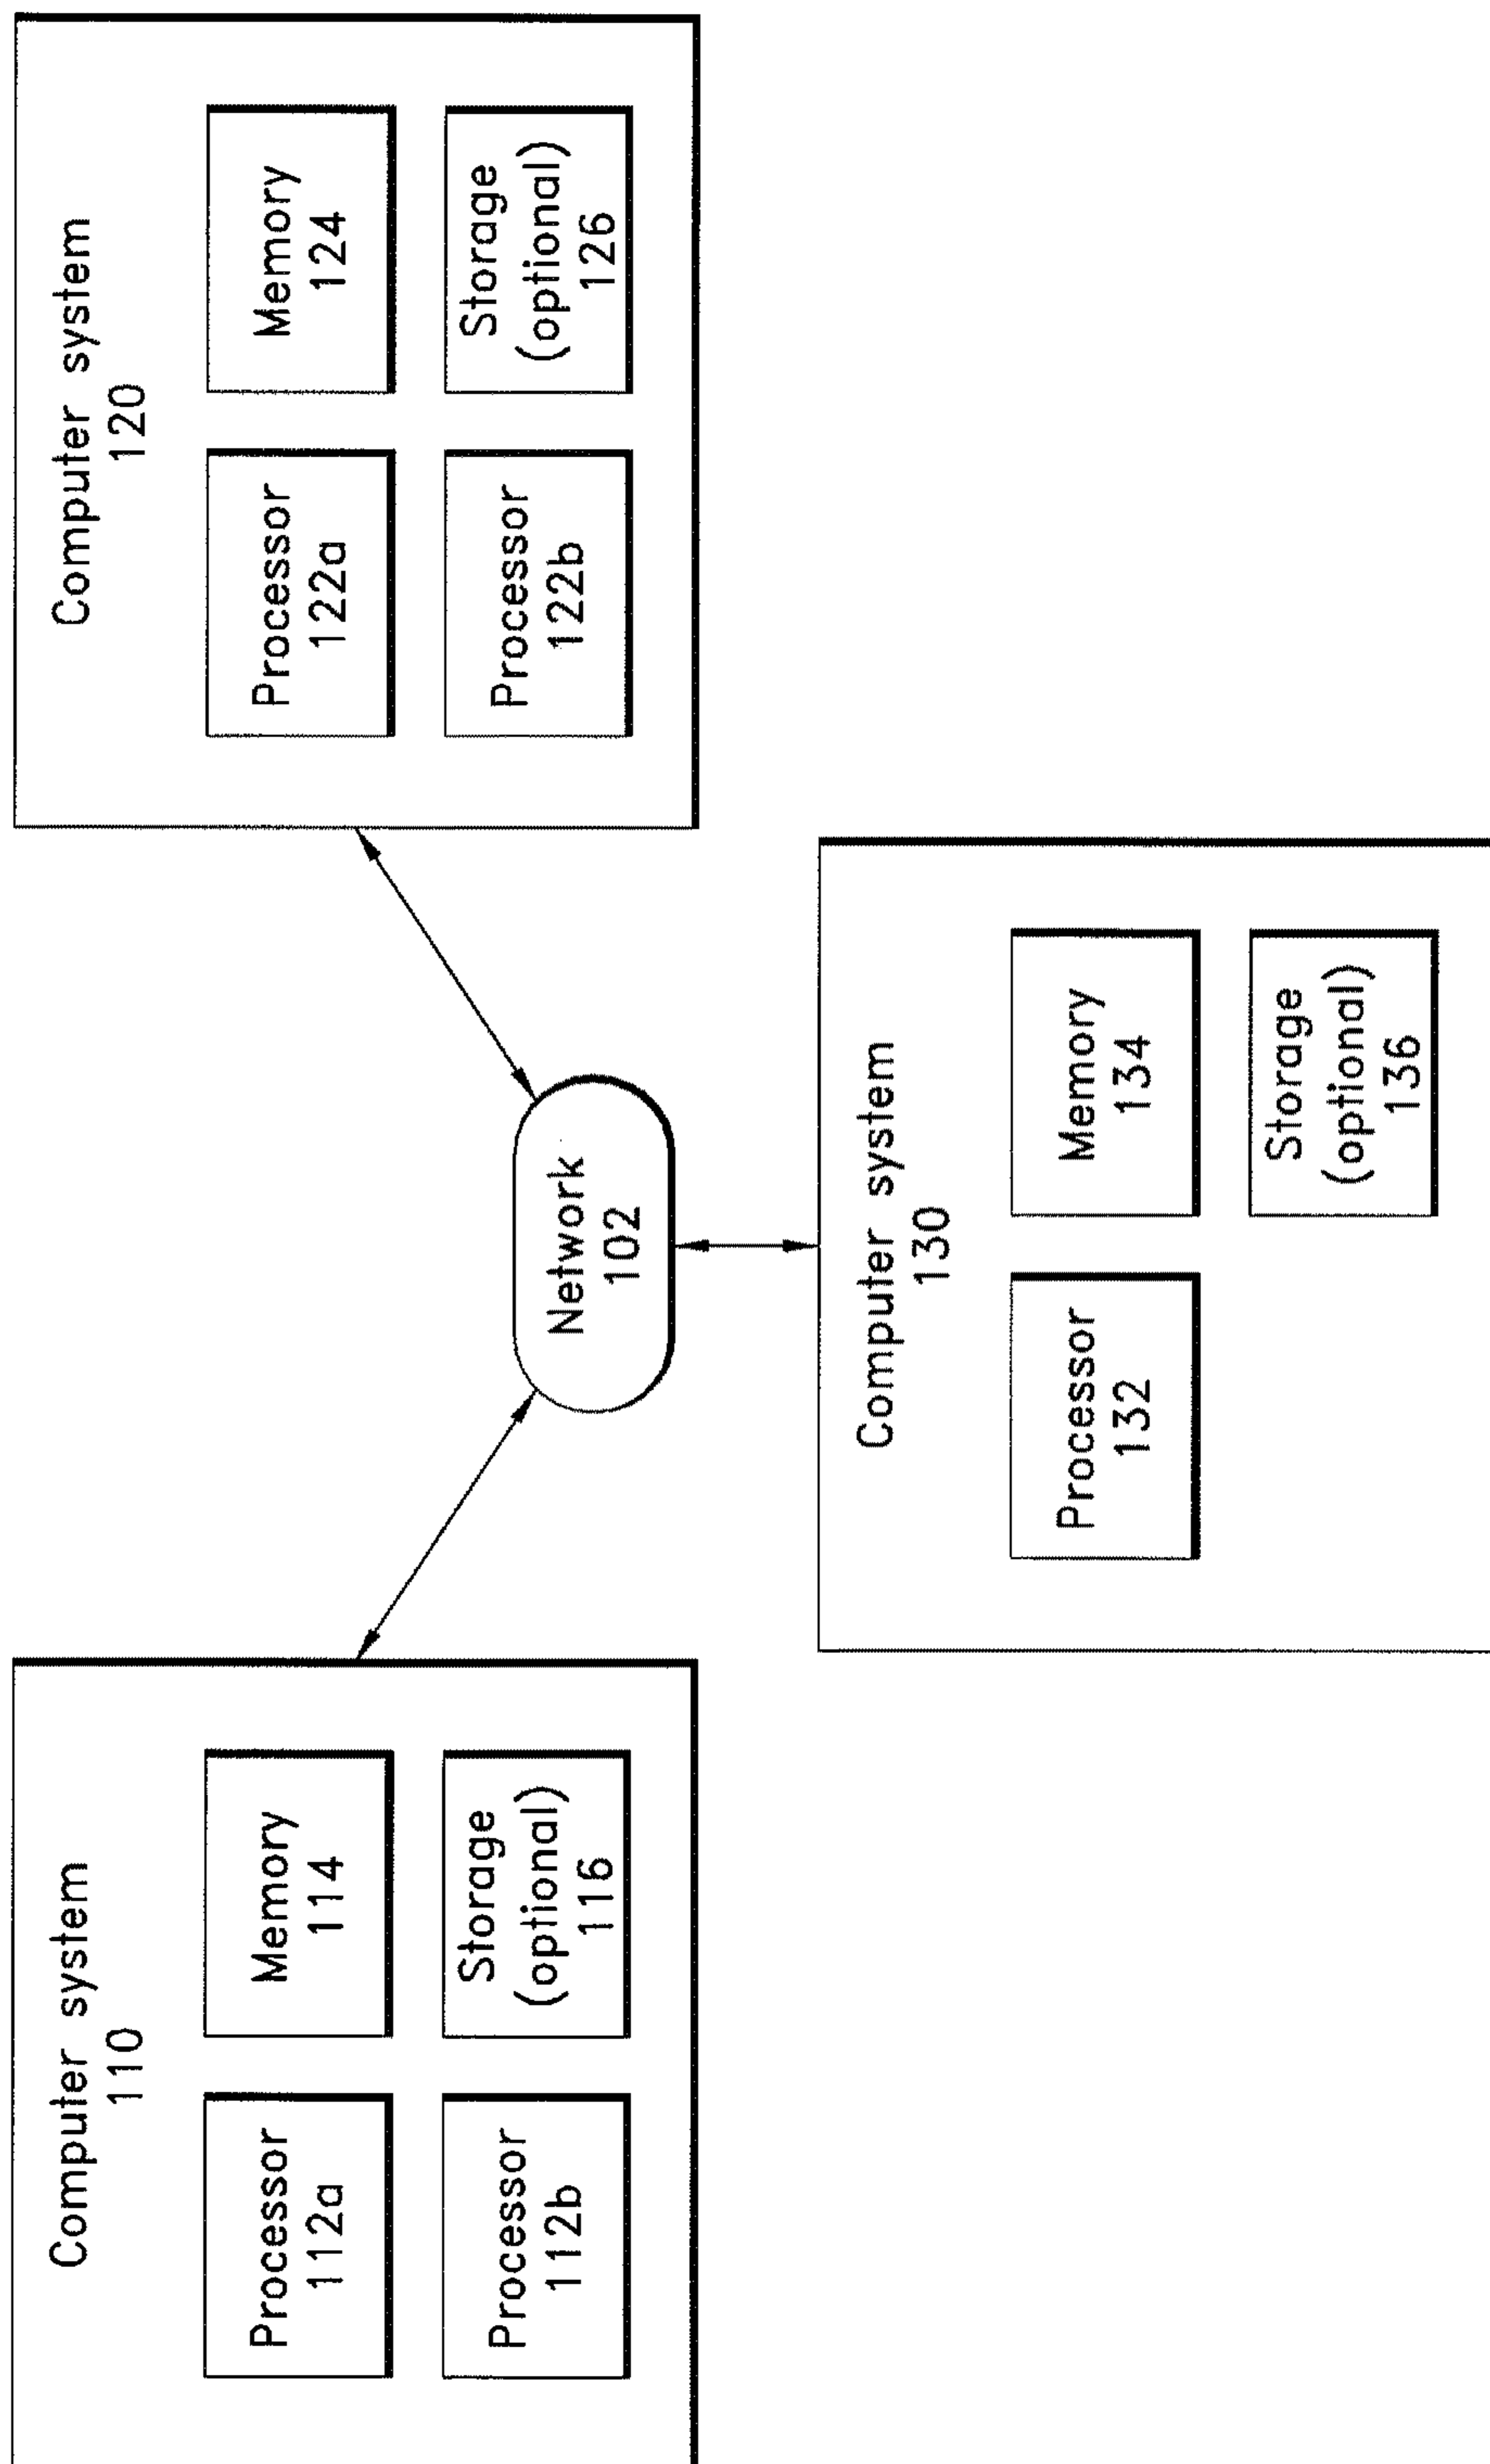 Computer system
110
Processor
112a
Memory
114
Processor
112b
Storage
(optional)
116
Network
102
Computer system
120
Processor
122a
Memory
124
Processor
122b
Storage
(optional)
126
Computer system
130
Processor
132
Memory
134
Storage
(optional)
136